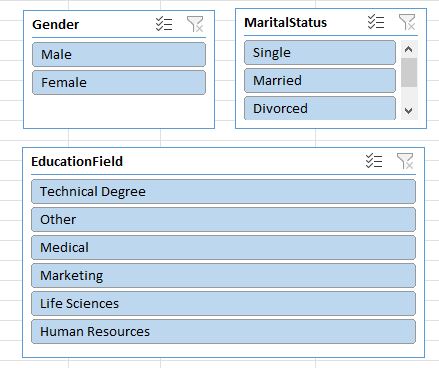 Gender
Male
Female
MaritalStatus
Single
Married
Divorced
EducationField
Technical Degree
Other
Medical
Marketing
Life Sciences
Human Resources